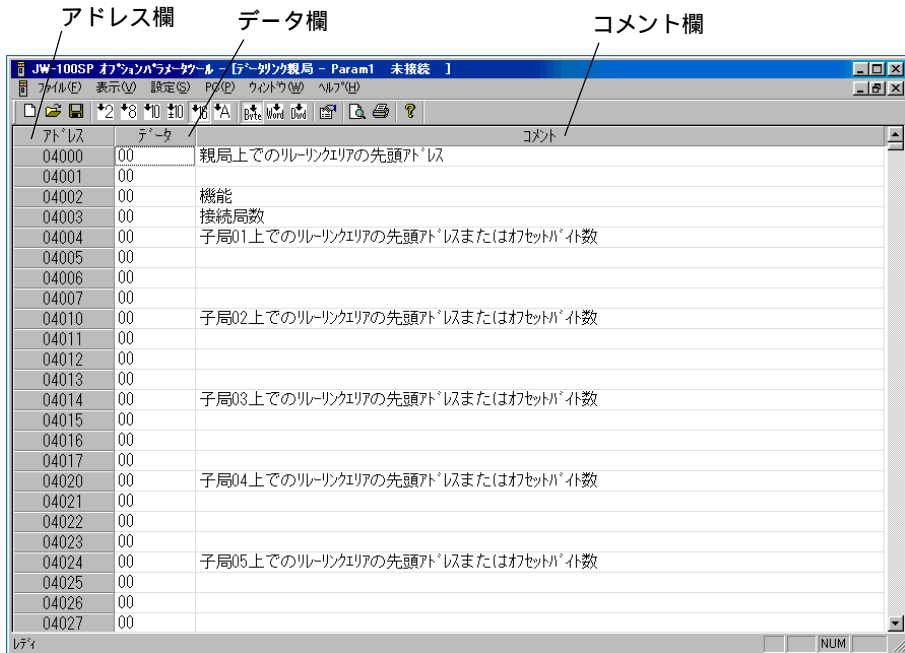 アドレス欄 データ欄 コメント欄
JW-100SP オプションパラメータツール - [データリンク親局 - Param1 未接続 ]
ファイル(F) 表示(V) 設定(S) PC(P) ウィンドウ(W) ヘルプ(H)
2 8 10 ±10 16 A Byte Word Dwd
アドレス データ コメント
04000 00 親局上でのリレーリンクエリアの先頭アドレス
04001 00
04002 00 機能
04003 00 接続局数
04004 00 子局01上でのリレーリンクエリアの先頭アドレスまたはオフセットバイト数
04005 00
04006 00
04007 00
04010 00 子局02上でのリレーリンクエリアの先頭アドレスまたはオフセットバイト数
04011 00
04012 00
04013 00
04014 00 子局03上でのリレーリンクエリアの先頭アドレスまたはオフセットバイト数
04015 00
04016 00
04017 00
04020 00 子局04上でのリレーリンクエリアの先頭アドレスまたはオフセットバイト数
04021 00
04022 00
04023 00
04024 00 子局05上でのリレーリンクエリアの先頭アドレスまたはオフセットバイト数
04025 00
04026 00
04027 00
レディ NUM